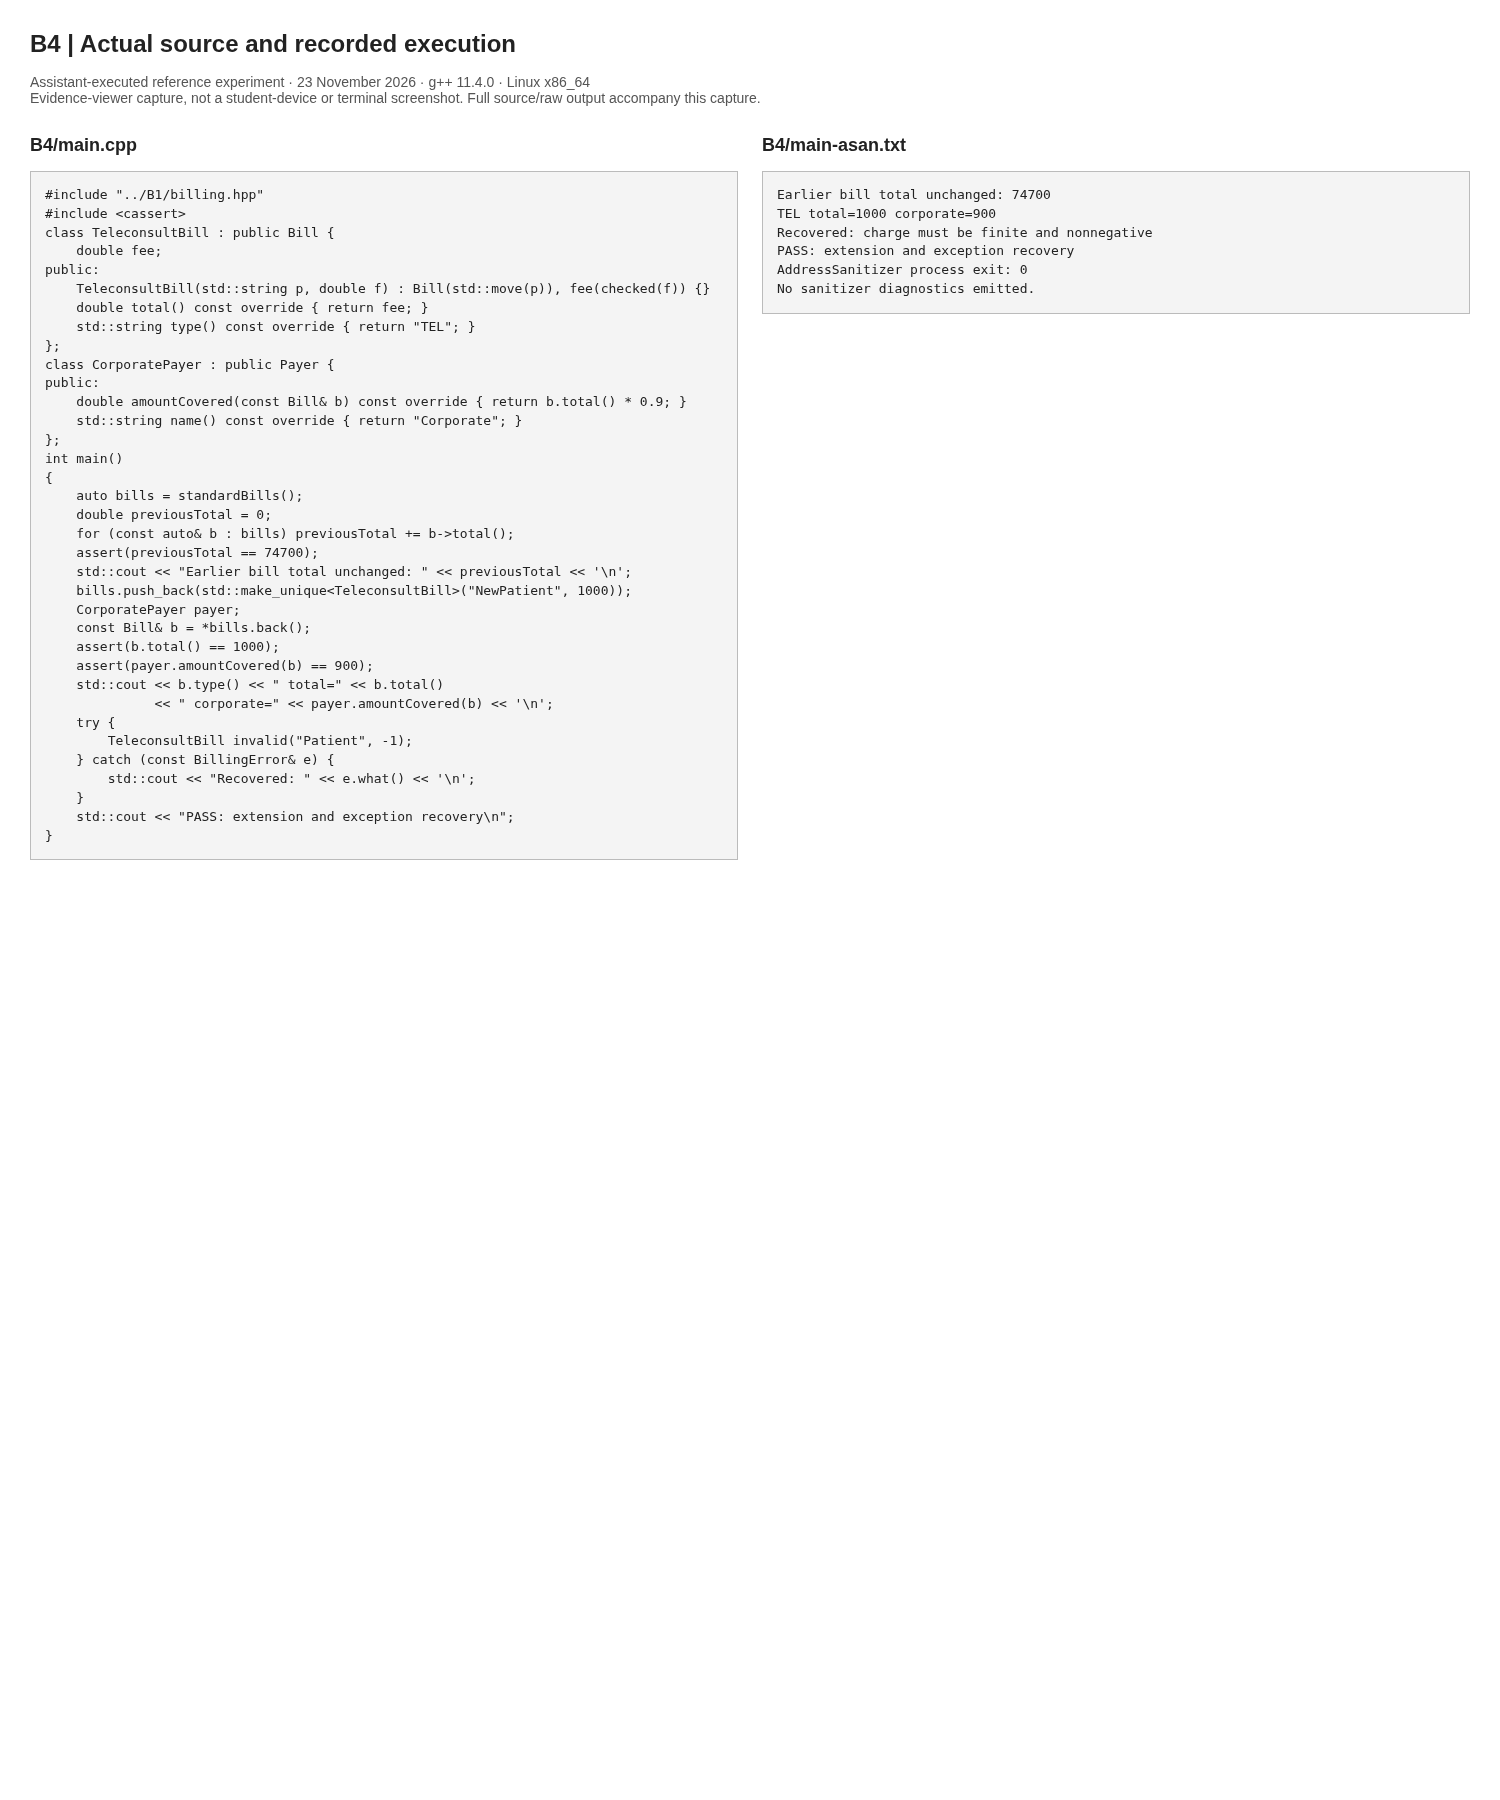 B4 | Actual source and recorded execution
Assistant-executed reference experiment · 23 November 2026 · g++ 11.4.0 · Linux x86_64
Evidence-viewer capture, not a student-device or terminal screenshot. Full source/raw output accompany this capture.
B4/main.cpp
#include "../B1/billing.hpp"
#include <cassert>
class TeleconsultBill : public Bill {
    double fee;
public:
    TeleconsultBill(std::string p, double f) : Bill(std::move(p)), fee(checked(f)) {}
    double total() const override { return fee; }
    std::string type() const override { return "TEL"; }
};
class CorporatePayer : public Payer {
public:
    double amountCovered(const Bill& b) const override { return b.total() * 0.9; }
    std::string name() const override { return "Corporate"; }
};
int main()
{
    auto bills = standardBills();
    double previousTotal = 0;
    for (const auto& b : bills) previousTotal += b->total();
    assert(previousTotal == 74700);
    std::cout << "Earlier bill total unchanged: " << previousTotal << '\n';
    bills.push_back(std::make_unique<TeleconsultBill>("NewPatient", 1000));
    CorporatePayer payer;
    const Bill& b = *bills.back();
    assert(b.total() == 1000);
    assert(payer.amountCovered(b) == 900);
    std::cout << b.type() << " total=" << b.total()
              << " corporate=" << payer.amountCovered(b) << '\n';
    try {
        TeleconsultBill invalid("Patient", -1);
    } catch (const BillingError& e) {
        std::cout << "Recovered: " << e.what() << '\n';
    }
    std::cout << "PASS: extension and exception recovery\n";
}
B4/main-asan.txt
Earlier bill total unchanged: 74700
TEL total=1000 corporate=900
Recovered: charge must be finite and nonnegative
PASS: extension and exception recovery
AddressSanitizer process exit: 0
No sanitizer diagnostics emitted.